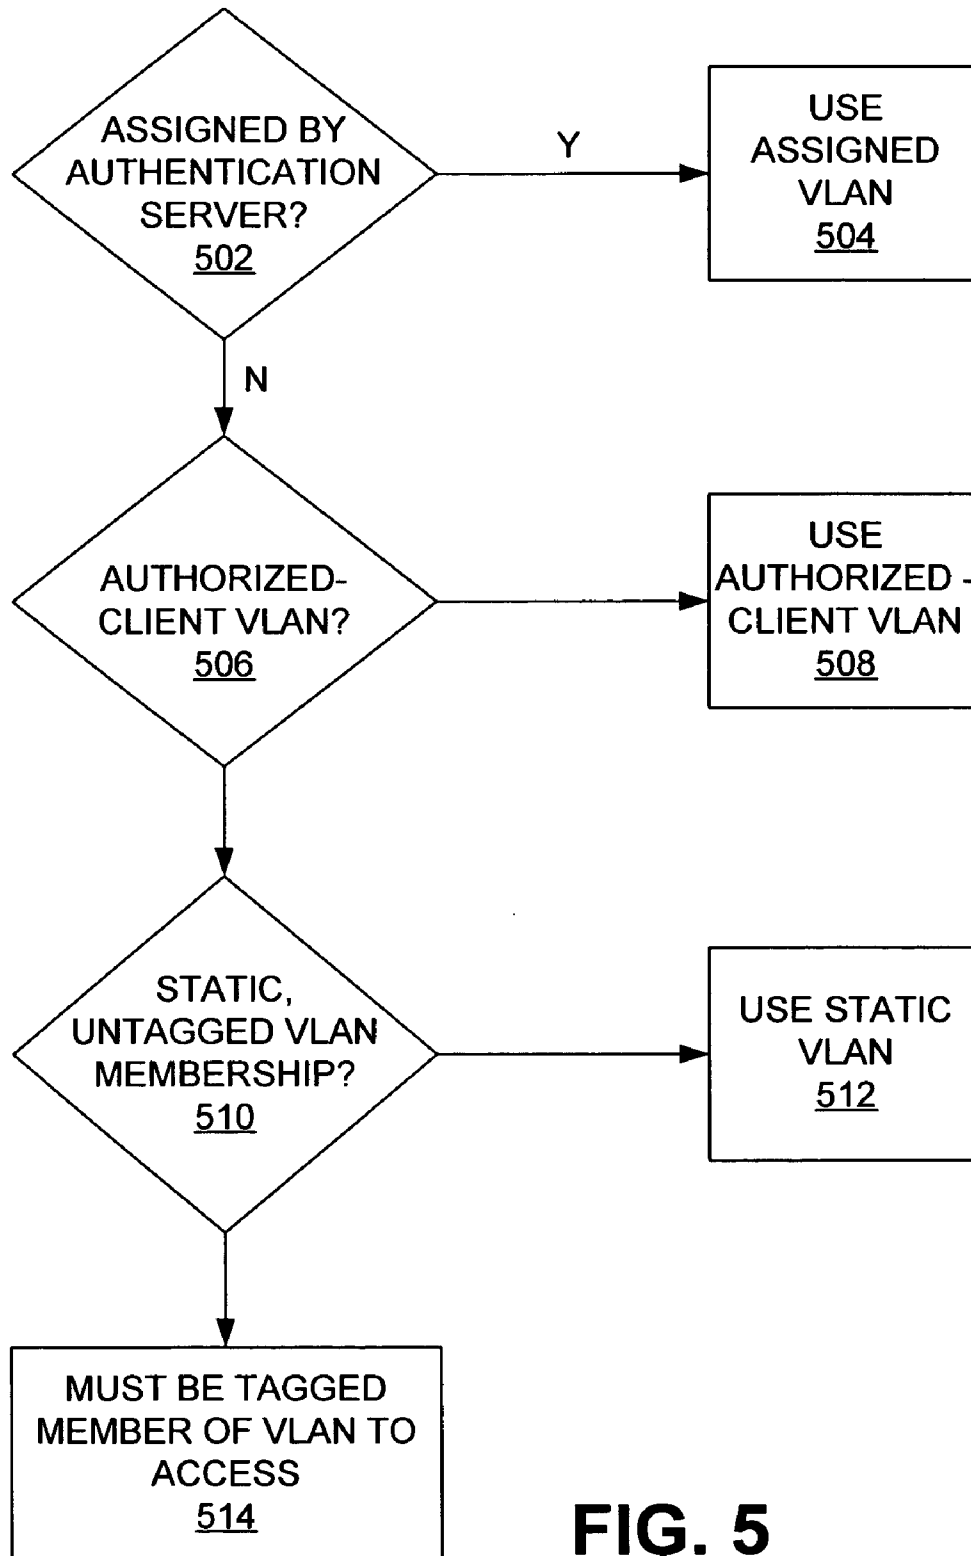 ASSIGNED BY
AUTHENTICATION
SERVER?
502
Y
USE
ASSIGNED
VLAN
504
N
AUTHORIZED-
CLIENT VLAN?
506
USE
AUTHORIZED -
CLIENT VLAN
508
STATIC,
UNTAGGED VLAN
MEMBERSHIP?
510
USE STATIC
VLAN
512
MUST BE TAGGED
MEMBER OF VLAN TO
ACCESS
514
FIG. 5